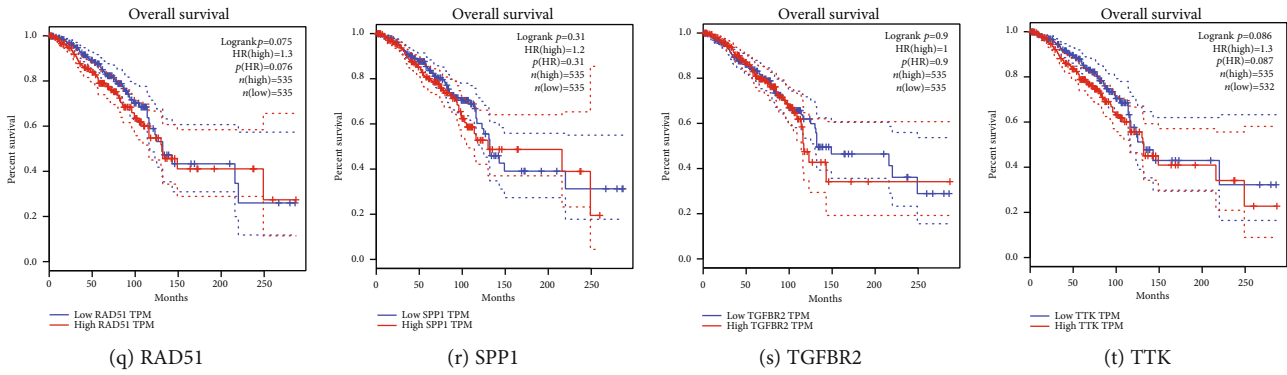 Overall survival
Logrank p=0.075
HR(high)=1.3
p(HR)=0.076
n(high)=535
n(low)=535
Percent survival
1.0
0.8
0.6
0.4
0.2
0.0
0 50 100 150 200 250
Months
Low RAD51 TPM
High RAD51 TPM
(q) RAD51
Overall survival
Logrank p=0.31
HR(high)=1.2
p(HR)=0.31
n(high)=535
n(low)=535
Percent survival
1.0
0.8
0.6
0.4
0.2
0.0
0 50 100 150 200 250
Months
Low SPP1 TPM
High SPP1 TPM
(r) SPP1
Overall survival
Logrank p=0.9
HR(high)=1
p(HR)=0.9
n(high)=535
n(low)=535
Percent survival
1.0
0.8
0.6
0.4
0.2
0.0
0 50 100 150 200 250
Months
Low TGFBR2 TPM
High TGFBR2 TPM
(s) TGFBR2
Overall survival
Logrank p=0.086
HR(high)=1.3
p(HR)=0.087
n(high)=535
n(low)=532
Percent survival
1.0
0.8
0.6
0.4
0.2
0.0
0 50 100 150 200 250
Months
Low TTK TPM
High TTK TPM
(t) TTK